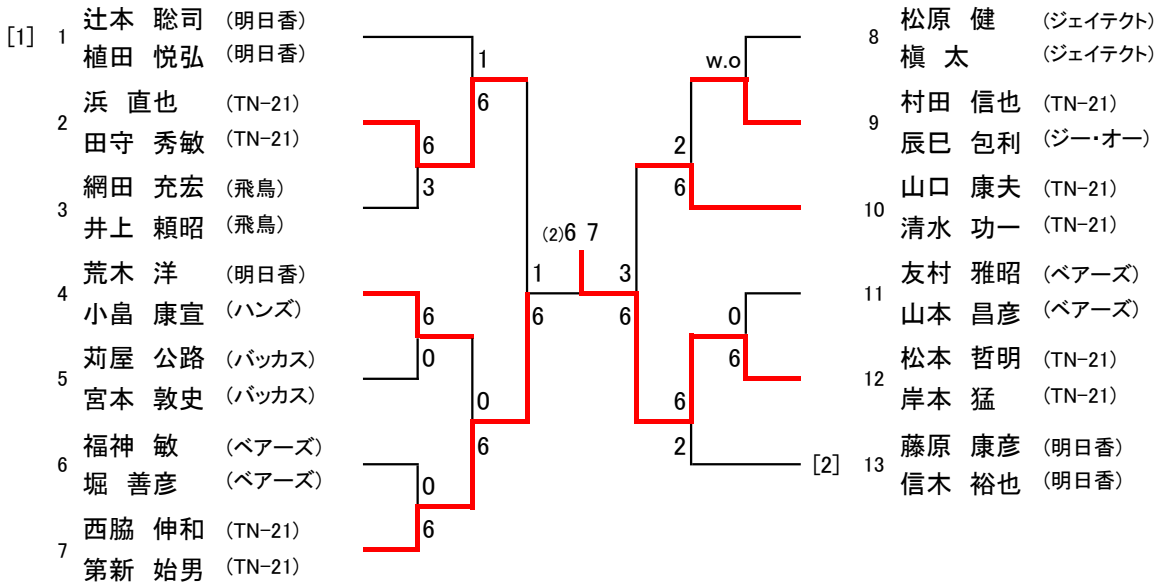 [1] 1 辻本 聡司 (明日香)
植田 悦弘 (明日香)
2 浜 直也 (TN-21)
田守 秀敏 (TN-21)
3 網田 充宏 (飛鳥)
井上 頼昭 (飛鳥)
4 荒木 洋 (明日香)
小畠 康宣 (ハンズ)
5 苅屋 公路 (バッカス)
宮本 敦史 (バッカス)
6 福神 敏 (ベアーズ)
堀 善彦 (ベアーズ)
7 西脇 伸和 (TN-21)
第新 始男 (TN-21)
1
6
6
3
6
0
0
6
0
6
1
6
(2)6 7
3
6
w.o
2
6
0
6
6
2
8 松原 健 (ジェイテクト)
槇 太 (ジェイテクト)
9 村田 信也 (TN-21)
辰巳 包利 (ジー・オー)
10 山口 康夫 (TN-21)
清水 功一 (TN-21)
11 友村 雅昭 (ベアーズ)
山本 昌彦 (ベアーズ)
12 松本 哲明 (TN-21)
岸本 猛 (TN-21)
[2] 13 藤原 康彦 (明日香)
信木 裕也 (明日香)